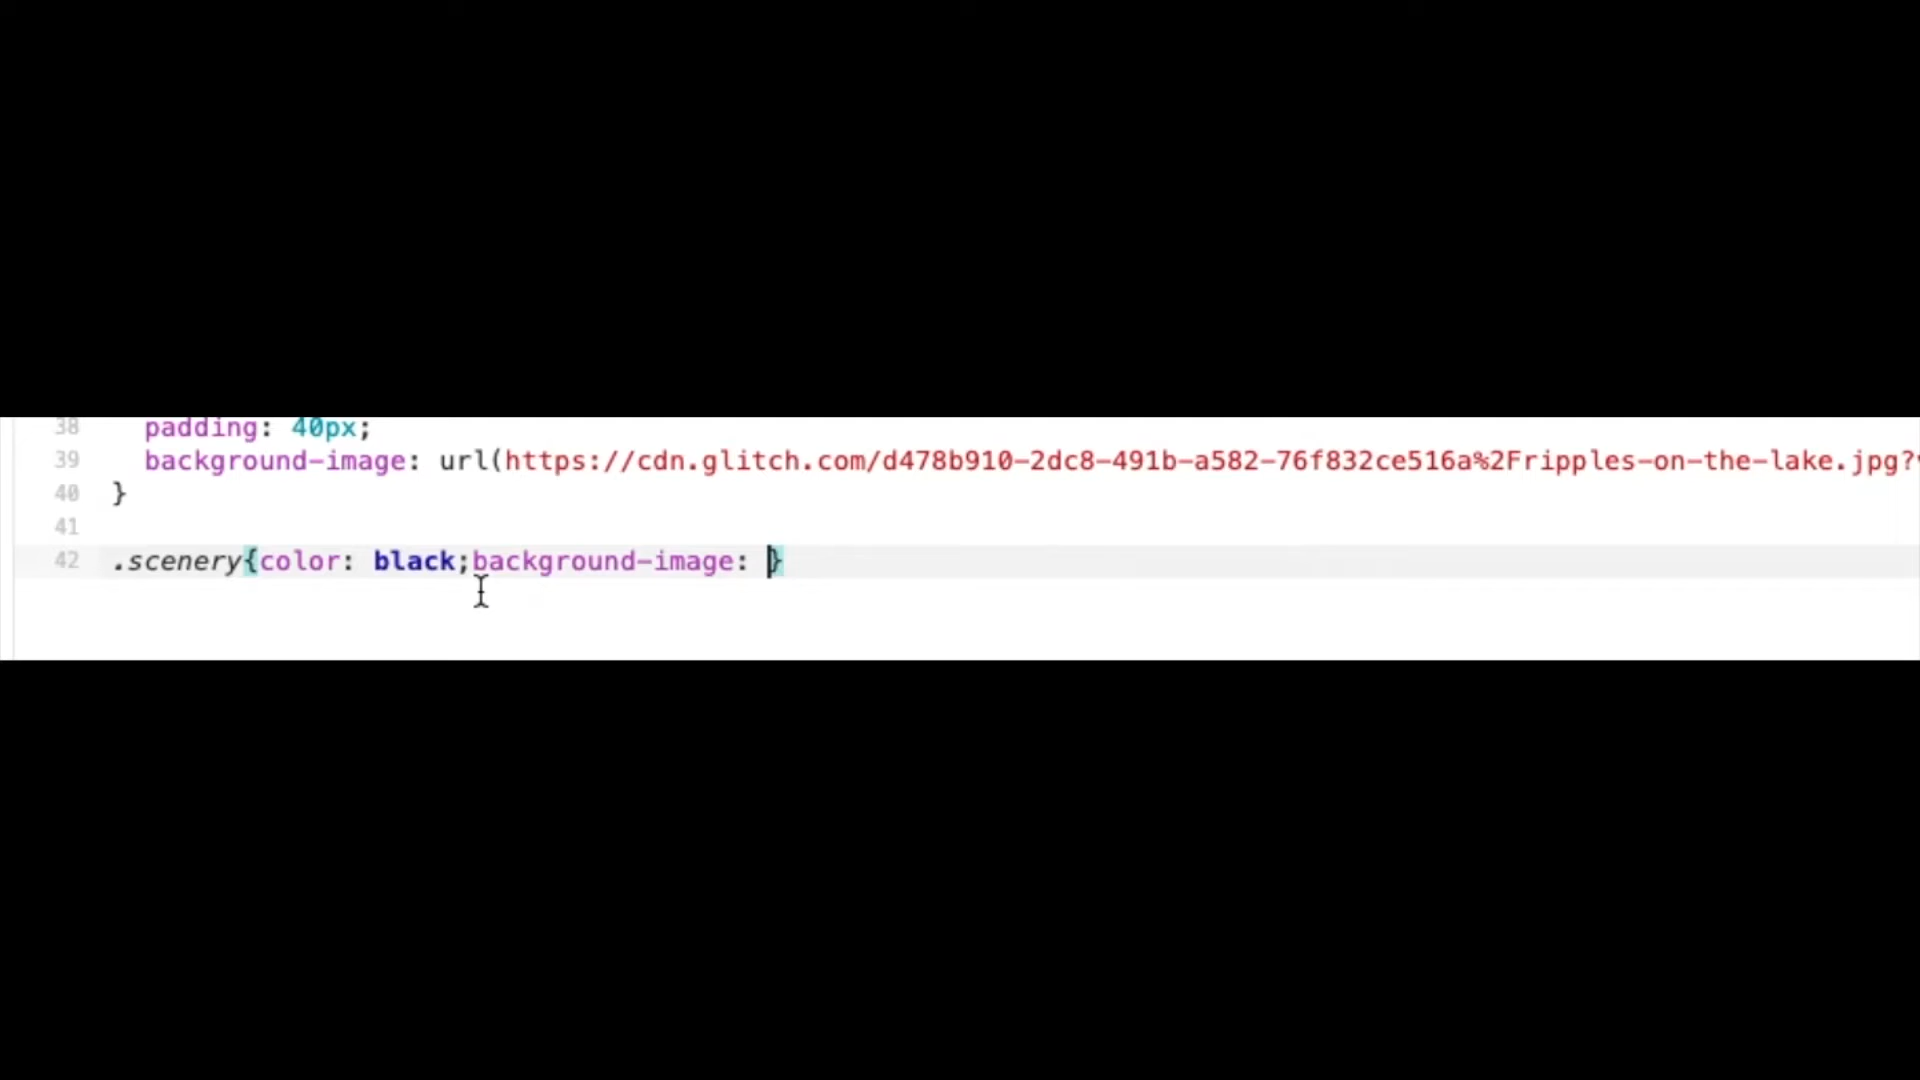 38 padding: 40px;
39 background-image: url(https://cdn.glitch.com/d478b910-2dc8-491b-a582-76f832ce516a%2Fripples-on-the-lake.jpg?
40 }
41
42 .scenery{color: black;background-image: }